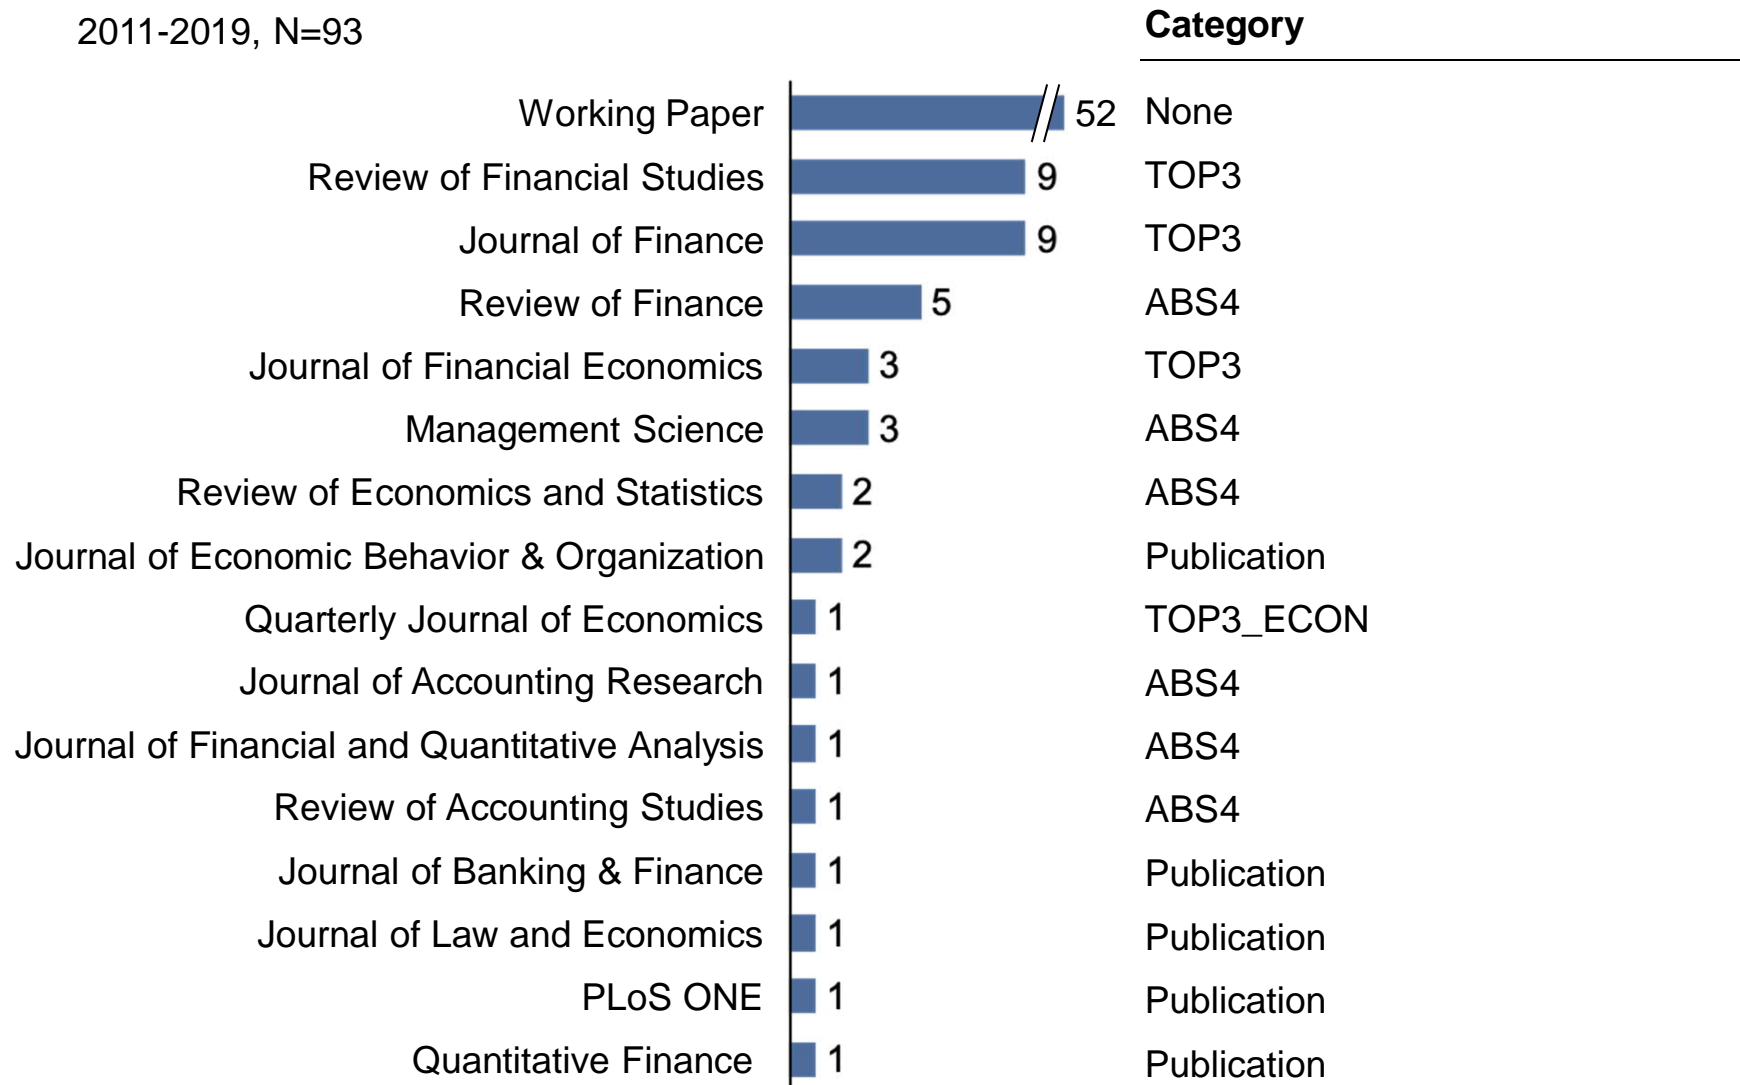 2011-2019, N=93
Category
Working Paper 52 None
Review of Financial Studies 9 TOP3
Journal of Finance 9 TOP3
Review of Finance 5 ABS4
Journal of Financial Economics 3 TOP3
Management Science 3 ABS4
Review of Economics and Statistics 2 ABS4
Journal of Economic Behavior & Organization 2 Publication
Quarterly Journal of Economics 1 TOP3_ECON
Journal of Accounting Research 1 ABS4
Journal of Financial and Quantitative Analysis 1 ABS4
Review of Accounting Studies 1 ABS4
Journal of Banking & Finance 1 Publication
Journal of Law and Economics 1 Publication
PLoS ONE 1 Publication
Quantitative Finance 1 Publication